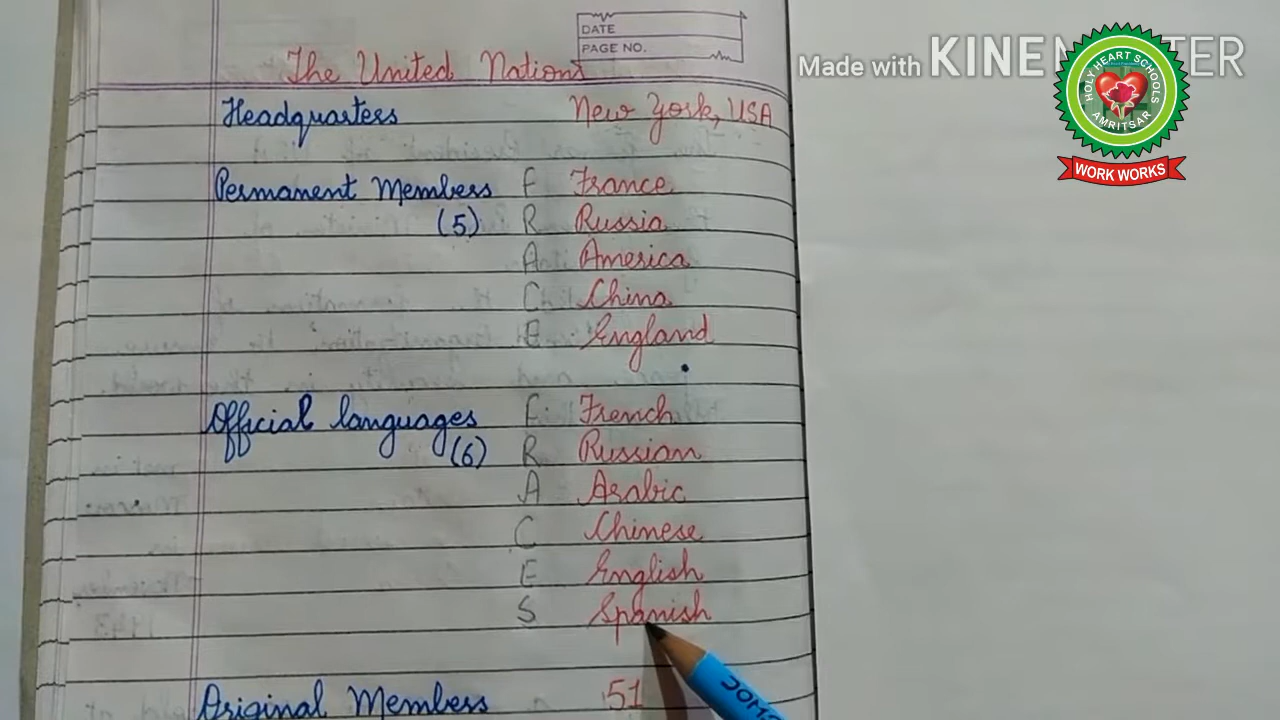 DATE
PAGE NO.
Made with KINEMASTER
HOLY HEART SCHOOLS
AMRITSAR
WORK WORKS
The United Nations
Headquarters New York, USA
Permanent Members F France
(5) R Russia
A America
C China
E England
Official languages F French
(6) R Russian
A Arabic
C Chinese
E English
S Spanish
Original Members 51
DOMS